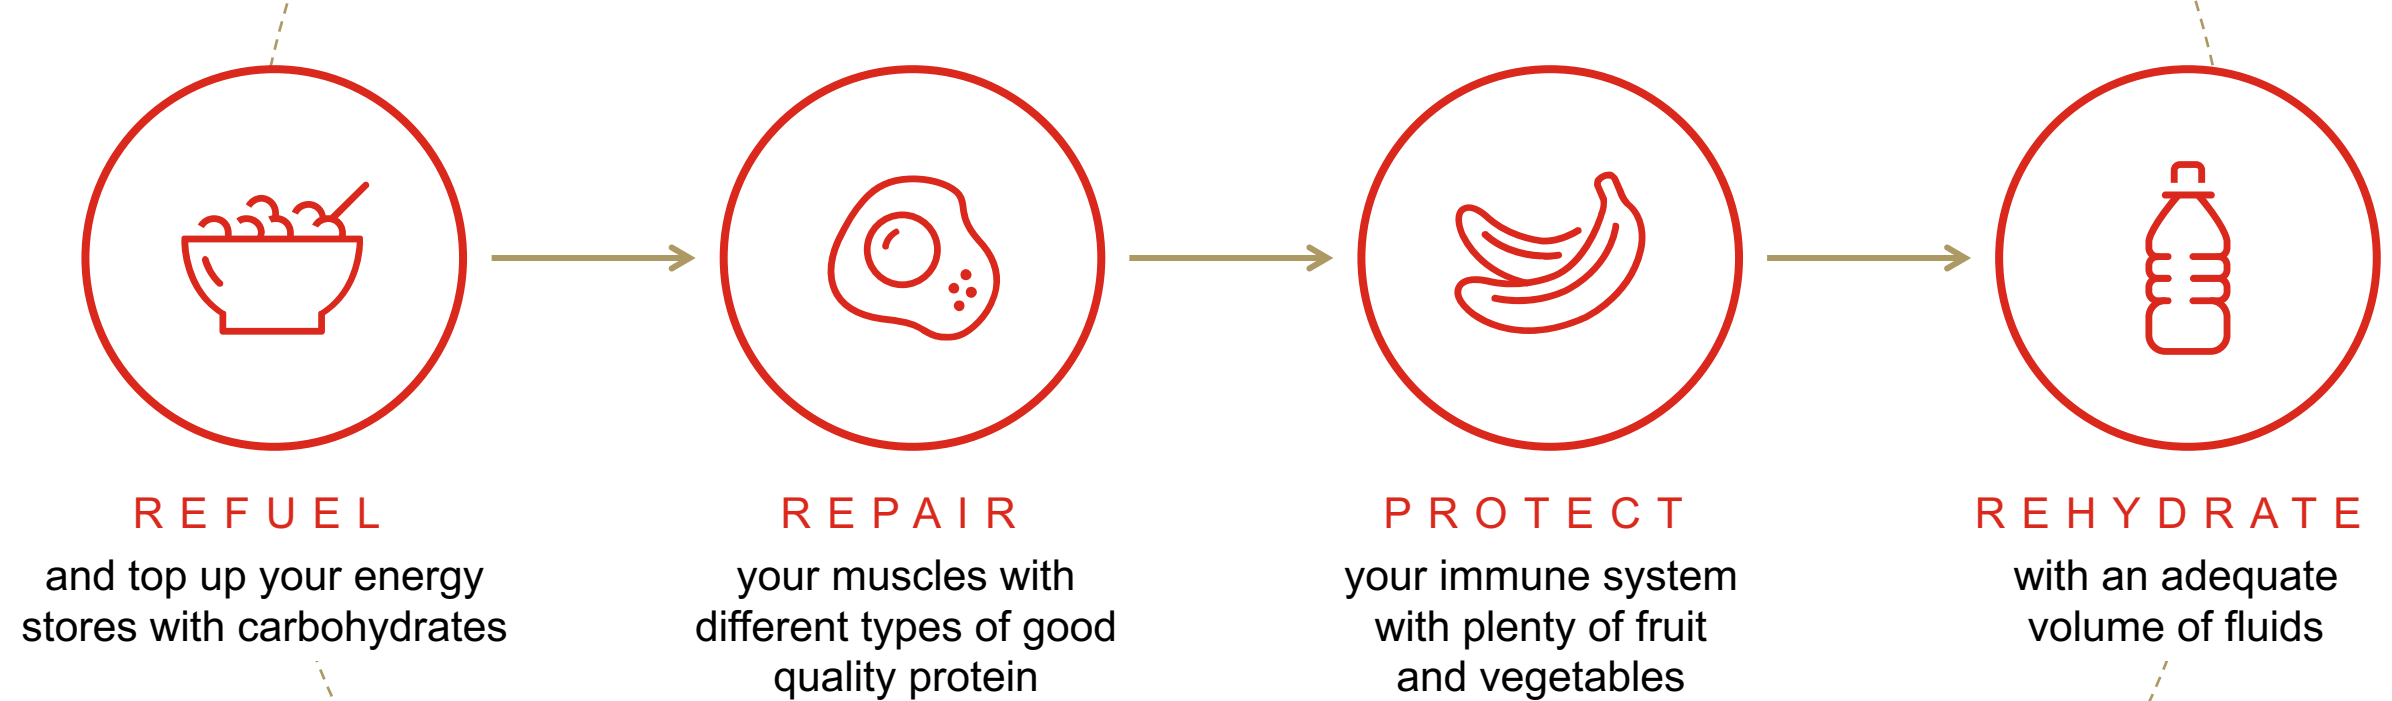 REFUEL
and top up your energy
stores with carbohydrates
REPAIR
your muscles with
different types of good
quality protein
PROTECT
your immune system
with plenty of fruit
and vegetables
REHYDRATE
with an adequate
volume of fluids